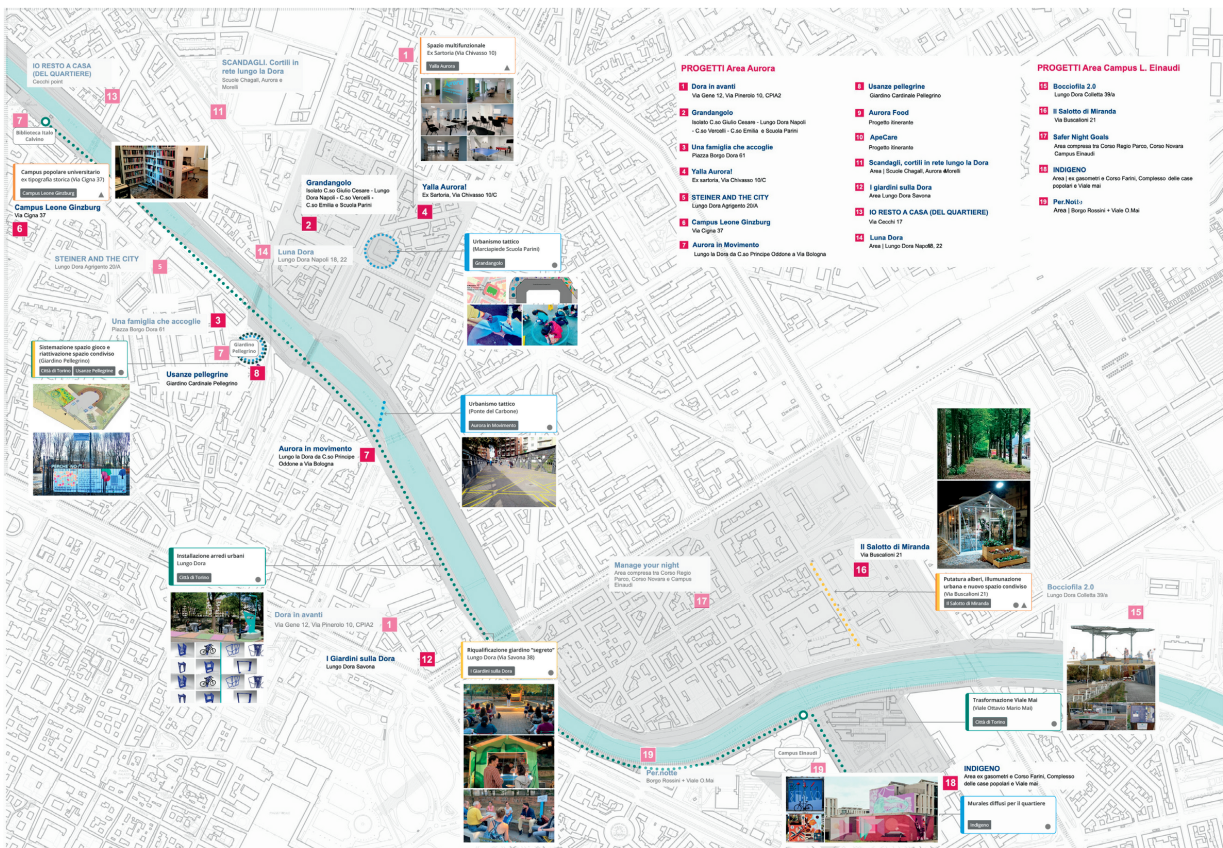 IO RESTO A CASA
(DEL QUARTIERE)
Cecchi point
13
7
Biblioteca Italo
Calvino
SCANDAGLI. Cortili in
rete lungo la Dora
Scuole Chagall, Aurora e
Morelli
11
1
Spazio multifunzionale
Ex Sartoria (Via Chivasso 10)
Yalla Aurora
Campus popolare universitario
ex tipografia storica (Via Cigna 37)
Campus Leone Ginzburg
Campus Leone Ginzburg
Via Cigna 37
6
Grandangolo
Isolato C.so Giulio Cesare - Lungo
Dora Napoli - C.so Vercelli -
C.so Emilia e Scuola Parini
2
Yalla Aurora!
Ex Sartoria, Via Chivasso 10/C
4
STEINER AND THE CITY
Lungo Dora Agrigente 20/A
5
14
Luna Dora
Lungo Dora Napoli 18, 22
Urbanismo tattico
(Marciapiede Scuola Parini)
Grandangolo
Una famiglia che accoglie
Piazza Borgo Dora 61
3
7
Giardino
Pellegrino
Sistemazione spazio gioco e
riattivazione spazio condiviso
(Giardino Pellegrino)
Città di Torino
Usanze Pellegrino
Usanze pellegrine
Giardino Cardinale Pellegrino
8
PERCHÉ NO!?
Urbanismo tattico
(Ponte del Carbone)
Aurora in Movimento
Aurora in movimento
Lungo la Dora da C.so Principe
Oddone a Via Bologna
7
Installazione arredi urbani
Lungo Dora
Città di Torino
Dora in avanti
Via Gene 12, Via Pinerolo 10, CPIA2
1
I Giardini sulla Dora
Lungo Dora Savona
12
Riqualificazione giardino "segreto"
Lungo Dora (Via Savona 38)
I Giardini sulla Dora
Manage your night
Area compresa tra Corso Regio
Parco, Corso Novara e Campus
Einaudi
17
Il Salotto di Miranda
Via Buscalioni 21
16
Putatura alberi, illumunazione
urbana e nuovo spazio condiviso
(Via Buscalioni 21)
Il Salotto di Miranda
Bocciofila 2.0
Lungo Dora Colletta 39/a
15
Trasformazione Viale Mai
(Viale Ottavio Mario Mai)
Città di Torino
19
Per.notte
Borgo Rossini + Viale O.Mai
Campus Einaudi
19
INDIGENO
18
Area ex gasometri e Corso Farini, Complesso
delle case popolari e Viale mai
Murales diffusi per il quartiere
Indigeno
PROGETTI Area Aurora
1 Dora in avanti
Via Gene 12, Via Pinerolo 10, CPIA2
2 Grandangolo
Isolato C.so Giulio Cesare - Lungo Dora Napoli
- C.so Vercelli - C.so Emilia e Scuola Parini
3 Una famiglia che accoglie
Piazza Borgo Dora 61
4 Yalla Aurora!
Ex sartoria, Via Chivasso 10/C
5 STEINER AND THE CITY
Lungo Dora Agrigento 20/A
6 Campus Leone Ginzburg
Via Cigna 37
7 Aurora in Movimento
Lungo la Dora da C.so Principe Oddone a Via Bologna
8 Usanze pellegrine
Giardino Cardinale Pellegrino
9 Aurora Food
Progetto itinerante
10 ApeCare
Progetto itinerante
11 Scandagli, cortili in rete lungo la Dora
Area | Scuole Chagall, Aurora e Morelli
12 I giardini sulla Dora
Area Lungo Dora Savona
13 IO RESTO A CASA (DEL QUARTIERE)
Via Cecchi 17
14 Luna Dora
Area | Lungo Dora Napoli 18, 22
PROGETTI Area Campus L. Einaudi
15 Bocciofila 2.0
Lungo Dora Colletta 39/a
16 Il Salotto di Miranda
Via Buscalioni 21
17 Safer Night Goals
Area compresa tra Corso Regio Parco, Corso Novara
Campus Einaudi
18 INDIGENO
Area | ex gasometri e Corso Farini, Complesso delle case
popolari e Viale mai
19 Per.Notte
Area | Borgo Rossini + Viale O.Mai